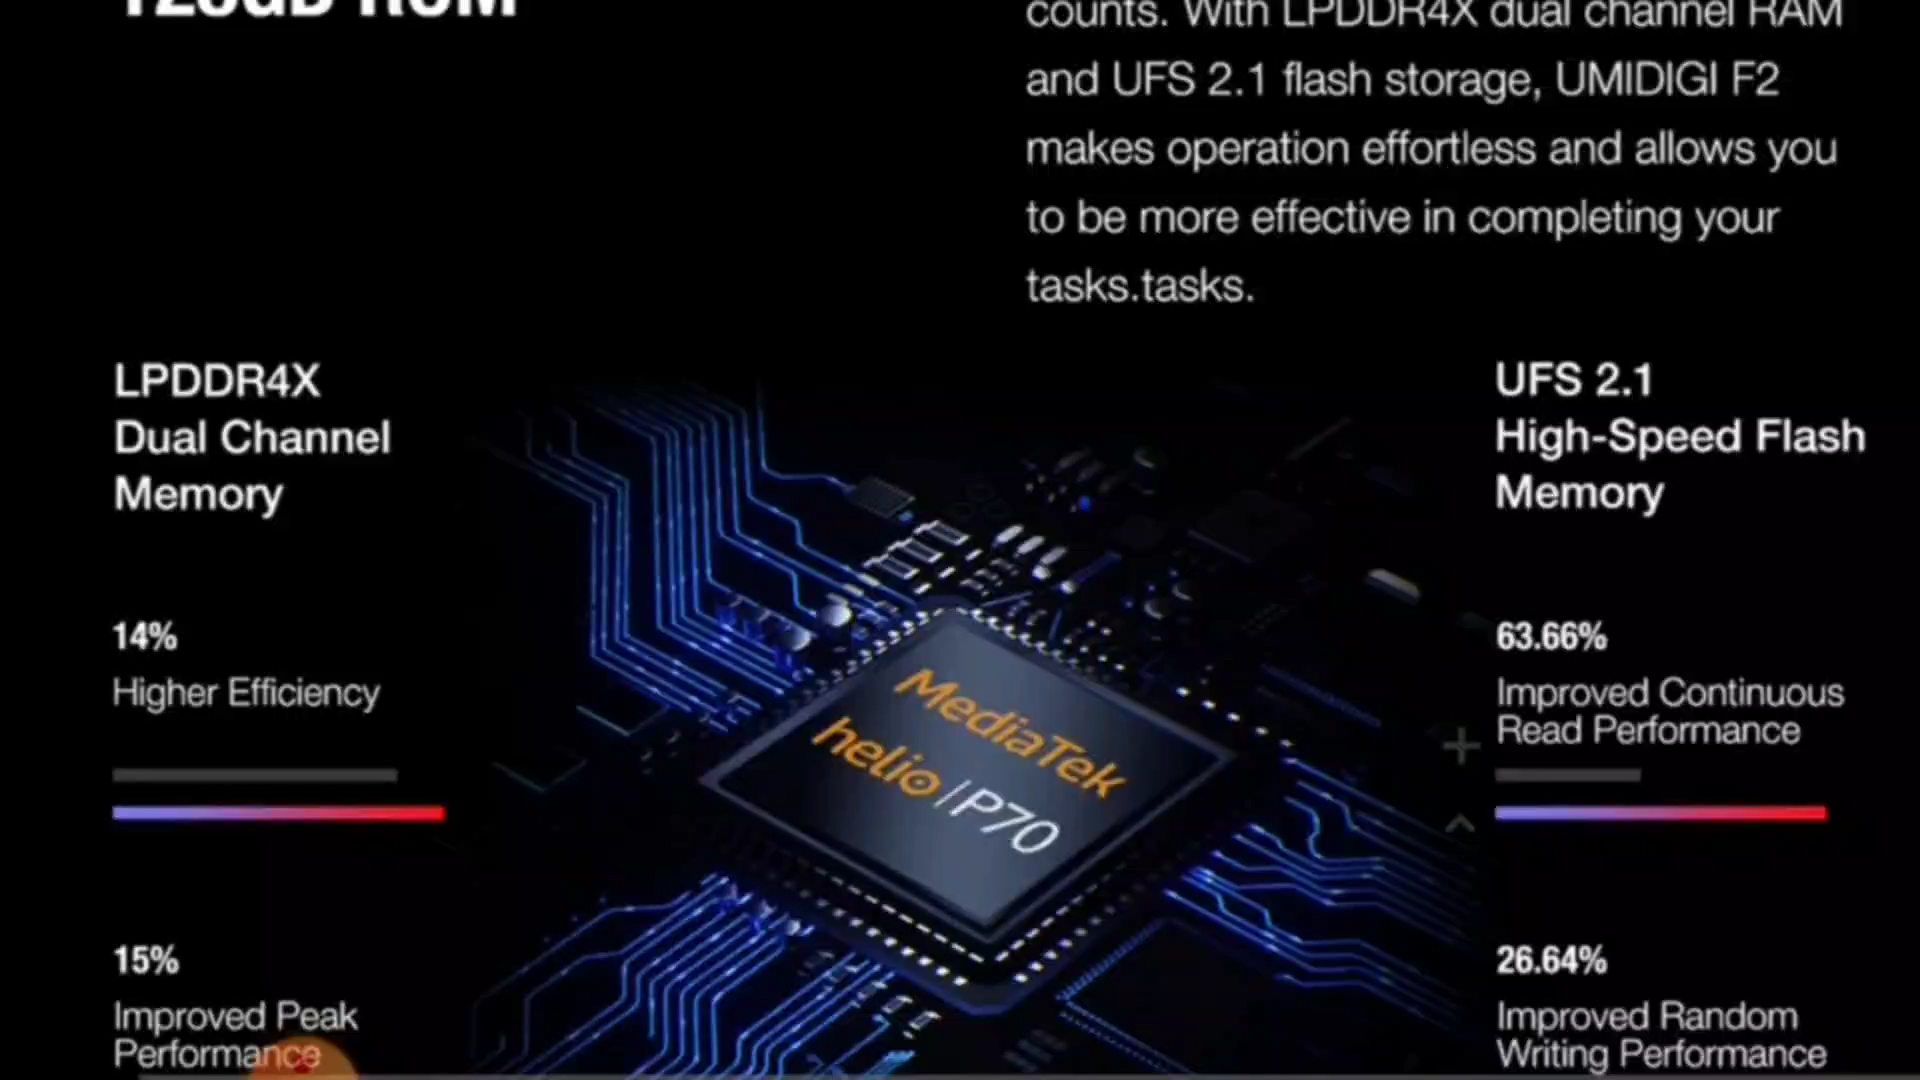 128GB ROM
counts. With LPDDR4X dual channel RAM
and UFS 2.1 flash storage, UMIDIGI F2
makes operation effortless and allows you
to be more effective in completing your
tasks.tasks.
LPDDR4X
Dual Channel
Memory
14%
Higher Efficiency
15%
Improved Peak
Performance
MediaTek
helio | P70
UFS 2.1
High-Speed Flash
Memory
63.66%
Improved Continuous
Read Performance
26.64%
Improved Random
Writing Performance